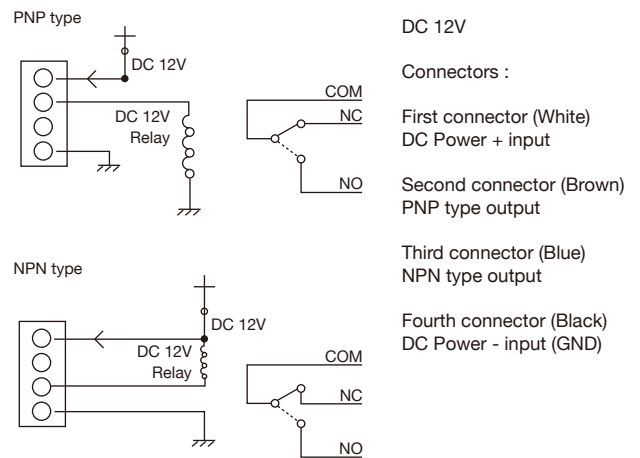 PNP type
DC 12V
DC 12V
Relay
COM
NC
NO
NPN type
DC 12V
DC 12V
Relay
COM
NC
NO
DC 12V
Connectors :
First connector (White)
DC Power + input
Second connector (Brown)
PNP type output
Third connector (Blue)
NPN type output
Fourth connector (Black)
DC Power - input (GND)